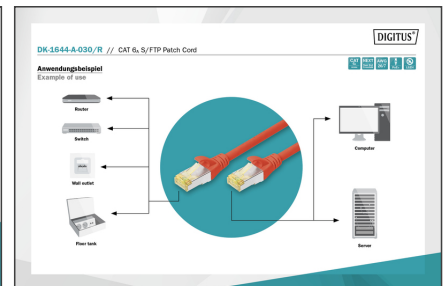 DIGITUS®
DK-1644-A-030/R // CAT 6A S/FTP Patch Cord
Anwendungsbeispiel
Example of use
Router
Switch
Wall outlet
Floor tank
Computer
Server